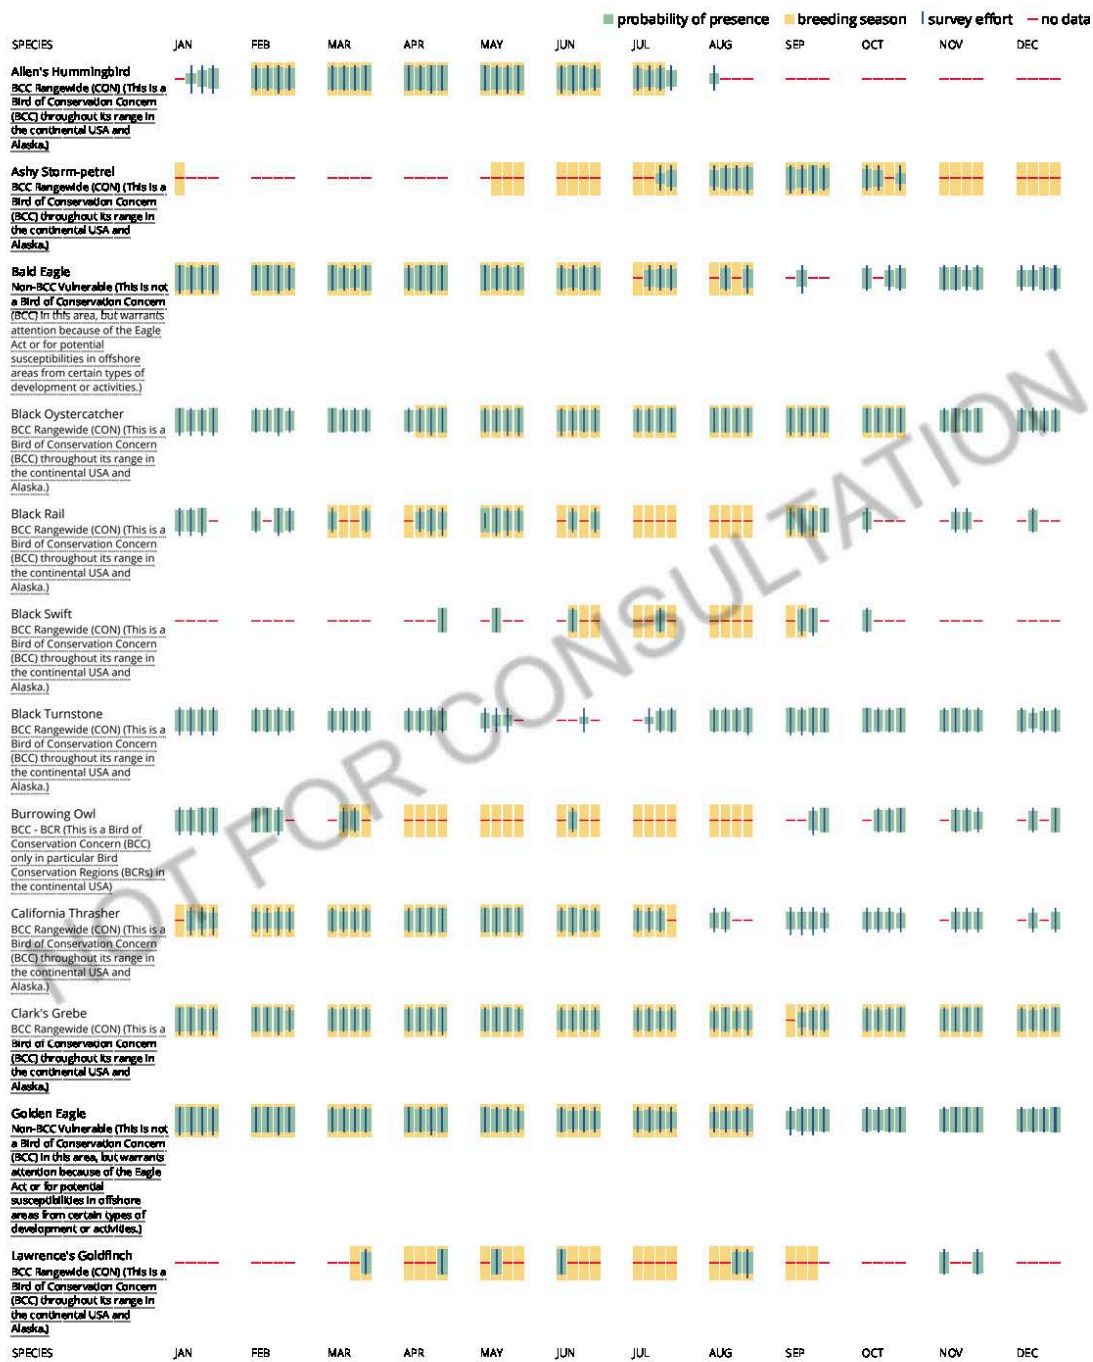 probability of presence breeding season survey effort no data
SPECIES JAN FEB MAR APR MAY JUN JUL AUG SEP OCT NOV DEC
Allen's Hummingbird
BCC Rangewide (CON) (This is a
Bird of Conservation Concern
(BCC) throughout its range in
the continental USA and
Alaska.)
Ashy Storm-petrel
BCC Rangewide (CON) (This is a
Bird of Conservation Concern
(BCC) throughout its range in
the continental USA and
Alaska.)
Bald Eagle
Non-BCC Vulnerable (This is not
a Bird of Conservation Concern
(BCC) in this area, but warrants
attention because of the Eagle
Act or for potential
susceptibilities in offshore
areas from certain types of
development or activities.)
Black Oystercatcher
BCC Rangewide (CON) (This is a
Bird of Conservation Concern
(BCC) throughout its range in
the continental USA and
Alaska.)
Black Rail
BCC Rangewide (CON) (This is a
Bird of Conservation Concern
(BCC) throughout its range in
the continental USA and
Alaska.)
Black Swift
BCC Rangewide (CON) (This is a
Bird of Conservation Concern
(BCC) throughout its range in
the continental USA and
Alaska.)
Black Turnstone
BCC Rangewide (CON) (This is a
Bird of Conservation Concern
(BCC) throughout its range in
the continental USA and
Alaska.)
Burrowing Owl
BCC - BCR (This is a Bird of
Conservation Concern (BCC)
only in particular Bird
Conservation Regions (BCRs) in
the continental USA)
California Thrasher
BCC Rangewide (CON) (This is a
Bird of Conservation Concern
(BCC) throughout its range in
the continental USA and
Alaska.)
Clark's Grebe
BCC Rangewide (CON) (This is a
Bird of Conservation Concern
(BCC) throughout its range in
the continental USA and
Alaska.)
Golden Eagle
Non-BCC Vulnerable (This is not
a Bird of Conservation Concern
(BCC) in this area, but warrants
attention because of the Eagle
Act or for potential
susceptibilities in offshore
areas from certain types of
development or activities.)
Lawrence's Goldfinch
BCC Rangewide (CON) (This is a
Bird of Conservation Concern
(BCC) throughout its range in
the continental USA and
Alaska.)
SPECIES JAN FEB MAR APR MAY JUN JUL AUG SEP OCT NOV DEC
NOT FOR CONSULTATION